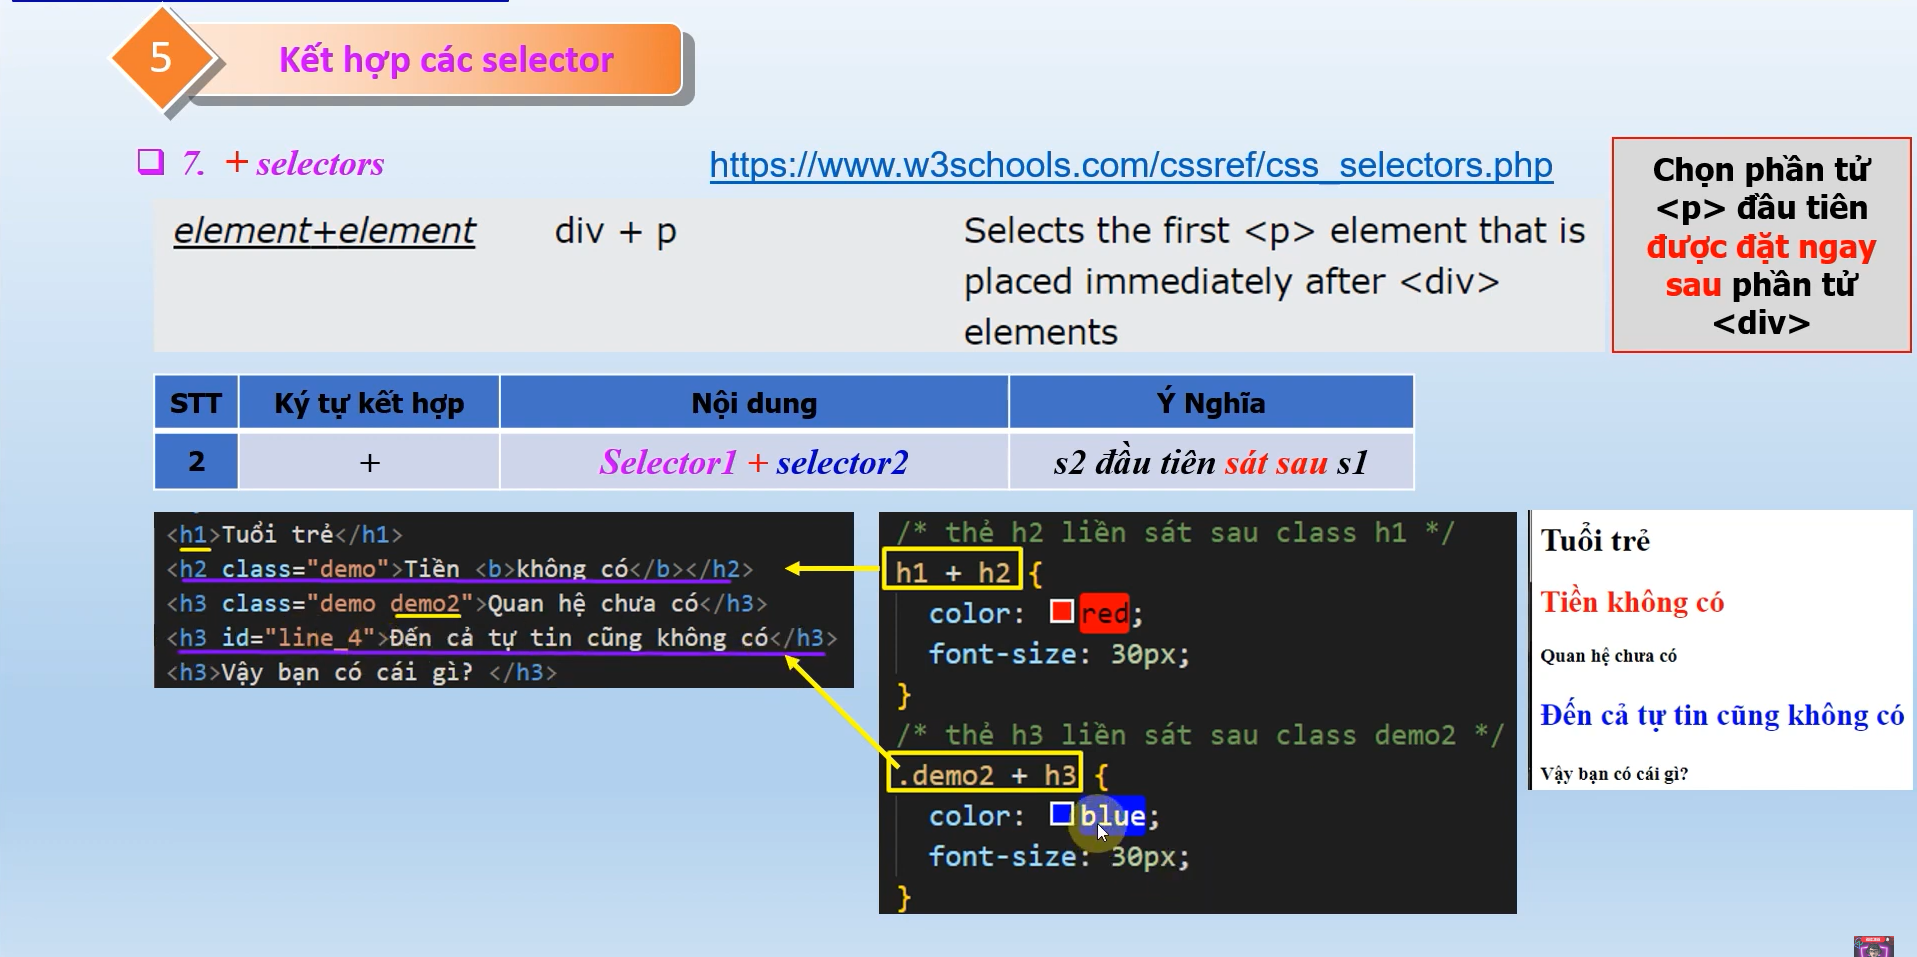 5
Kết hợp các selector
7. + selectors
https://www.w3schools.com/cssref/css_selectors.php
element+element div + p Selects the first <p> element that is
placed immediately after <div>
elements
Chọn phần tử
<p> đầu tiên
được đặt ngay
sau phần tử
<div>
STT Ký tự kết hợp Nội dung Ý Nghĩa
2 + Selector1 + selector2 s2 đầu tiên sát sau s1
<h1>Tuổi trẻ</h1>
<h2 class="demo">Tiền <b>không có</b></h2>
<h3 class="demo demo2">Quan hệ chưa có</h3>
<h3 id="line_4">Đến cả tự tin cũng không có</h3>
<h3>Vậy bạn có cái gì? </h3>
/* thẻ h2 liền sát sau class h1 */
h1 + h2 {
color: red;
font-size: 30px;
}
/* thẻ h3 liền sát sau class demo2 */
.demo2 + h3 {
color: blue;
font-size: 30px;
}
Tuổi trẻ
Tiền không có
Quan hệ chưa có
Đến cả tự tin cũng không có
Vậy bạn có cái gì?